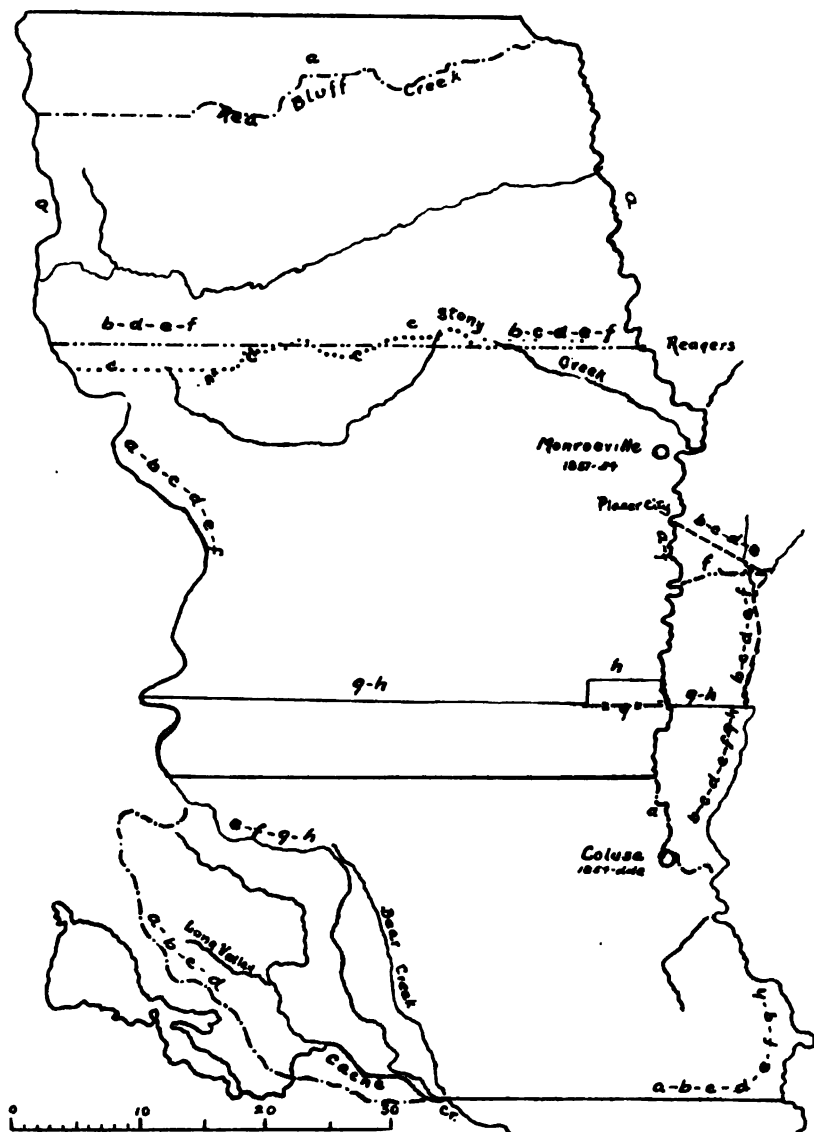 a
Red Bluff Creek
a
a
b-d-e-f
c
Stony
b-c-d-e-f
Reagers
c
c
c
Creek
Monroeville
a-b-c-d-e-f
Planer City
b-c-d-e
f
b-c-d-e-f
h
g-h
g
g-h
b-c-d-e-f-g-h
a
e-f-g-h
Colusa
Long Valley
a-b-c-d
Bear Creek
e-f-g-h
Cache
a-b-c-d
0 10 20 30
Cr.